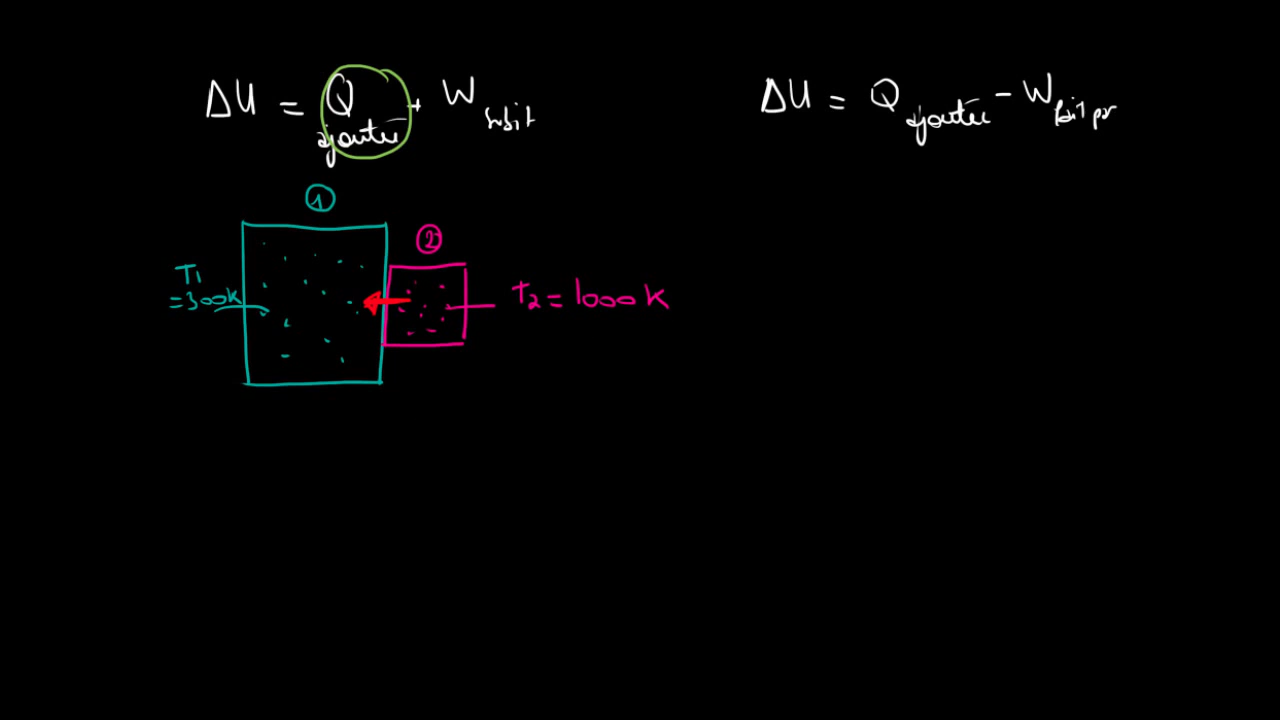 ΔU = Q ajoutée + W subit
ΔU = Q ajoutée - W fait par
1
2
T1
= 300K
T2 = 1000 K